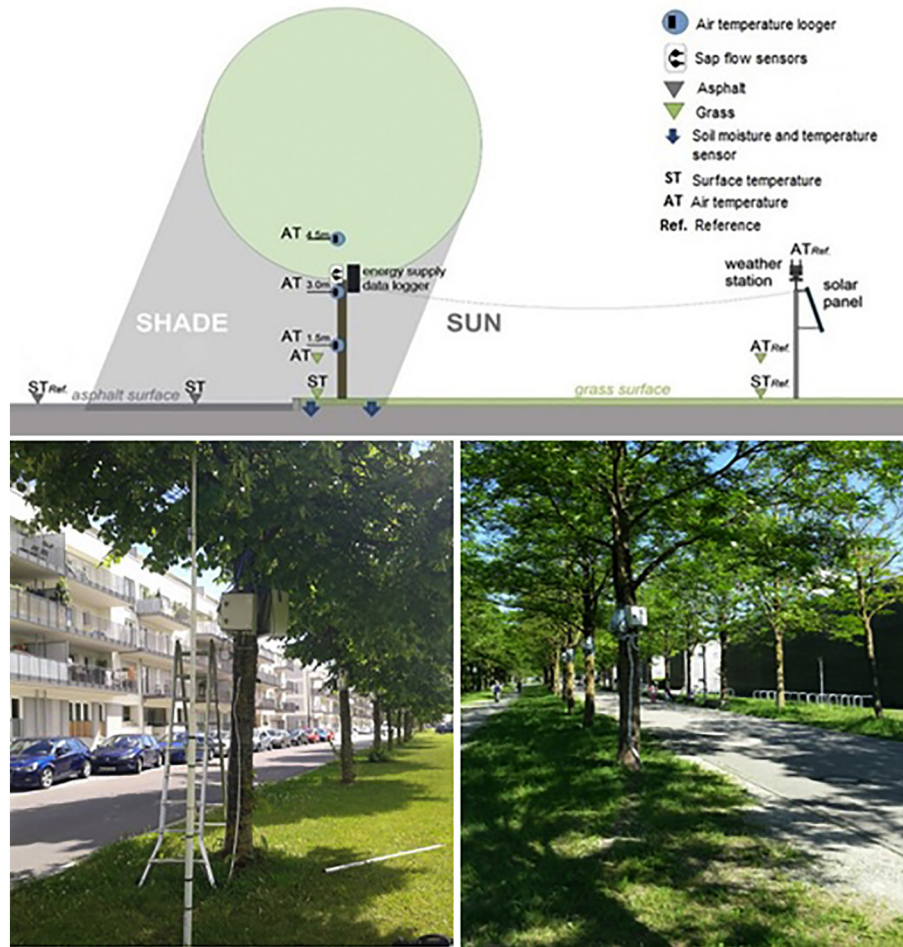 Air temperature looger
Sap flow sensors
Asphalt
Grass
Soil moisture and temperature
sensor
ST Surface temperature
AT Air temperature
Ref. Reference
AT 4.5m
energy supply
data logger
AT 3.0m
AT Ref.
weather
station
solar
panel
SHADE
SUN
AT 1.5m
AT
AT Ref.
ST Ref.
asphalt surface
ST
ST
grass surface
ST Ref.